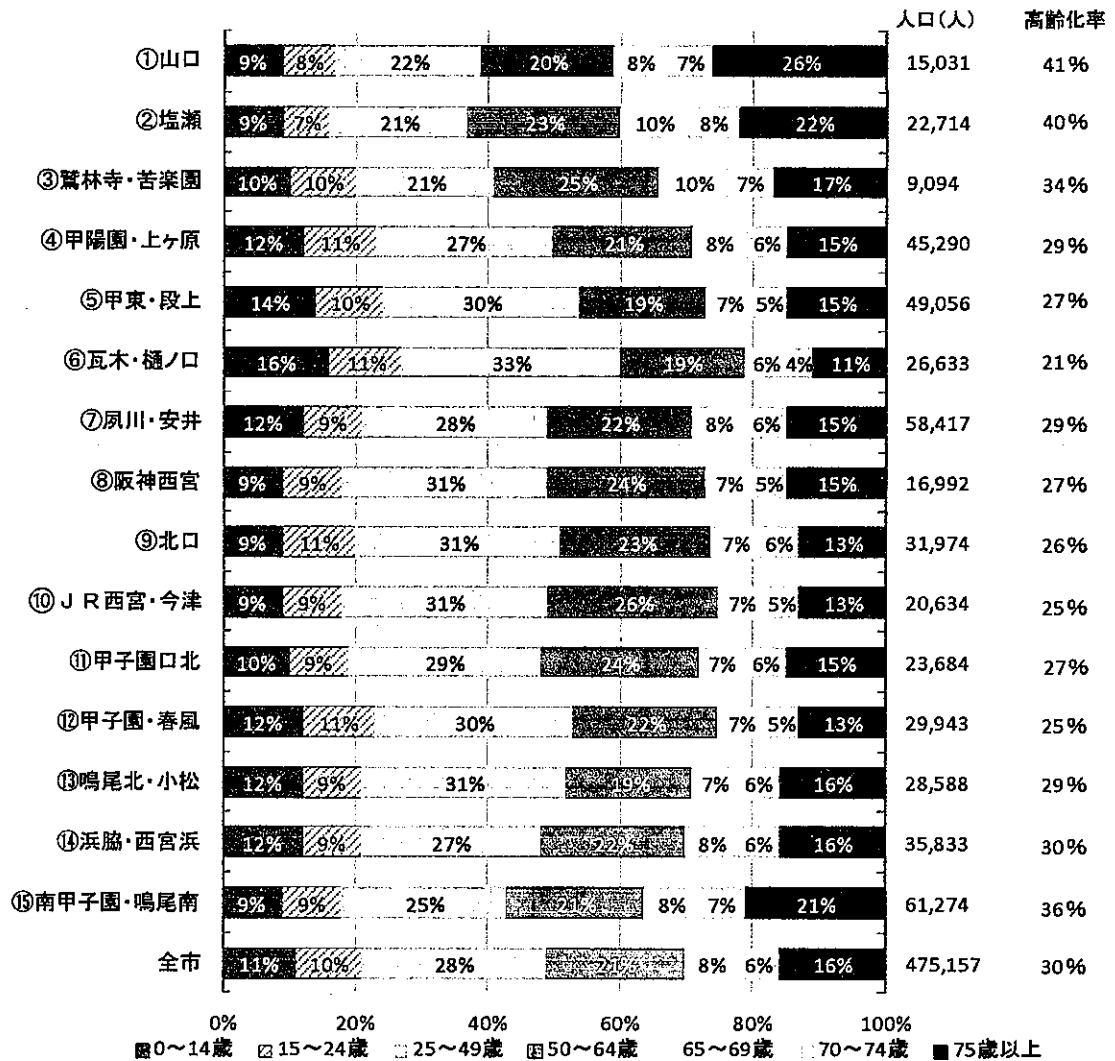 人口(人) 高齢化率
①山口 9% 8% 22% 20% 8% 7% 26% 15,031 41%
②塩瀬 9% 7% 21% 23% 10% 8% 22% 22,714 40%
③鷲林寺・苦楽園 10% 10% 21% 25% 10% 7% 17% 9,094 34%
④甲陽園・上ヶ原 12% 11% 27% 21% 8% 6% 15% 45,290 29%
⑤甲東・段上 14% 10% 30% 19% 7% 5% 15% 49,056 27%
⑥瓦木・樋ノ口 16% 11% 33% 19% 6% 4% 11% 26,633 21%
⑦夙川・安井 12% 9% 28% 22% 8% 6% 15% 58,417 29%
⑧阪神西宮 9% 9% 31% 24% 7% 5% 15% 16,992 27%
⑨北口 9% 11% 31% 23% 7% 6% 13% 31,974 26%
⑩JR西宮・今津 9% 9% 31% 26% 7% 5% 13% 20,634 25%
⑪甲子園口北 10% 9% 29% 24% 7% 6% 15% 23,684 27%
⑫甲子園・春風 12% 11% 30% 22% 7% 5% 13% 29,943 25%
⑬鳴尾北・小松 12% 9% 31% 19% 7% 6% 16% 28,588 29%
⑭浜脇・西宮浜 12% 9% 27% 22% 8% 6% 16% 35,833 30%
⑮南甲子園・鳴尾南 9% 9% 25% 21% 8% 7% 21% 61,274 36%
全市 11% 10% 28% 21% 8% 6% 16% 475,157 30%
0% 20% 40% 60% 80% 100%
0～14歳 15～24歳 25～49歳 50～64歳 65～69歳 70～74歳 75歳以上